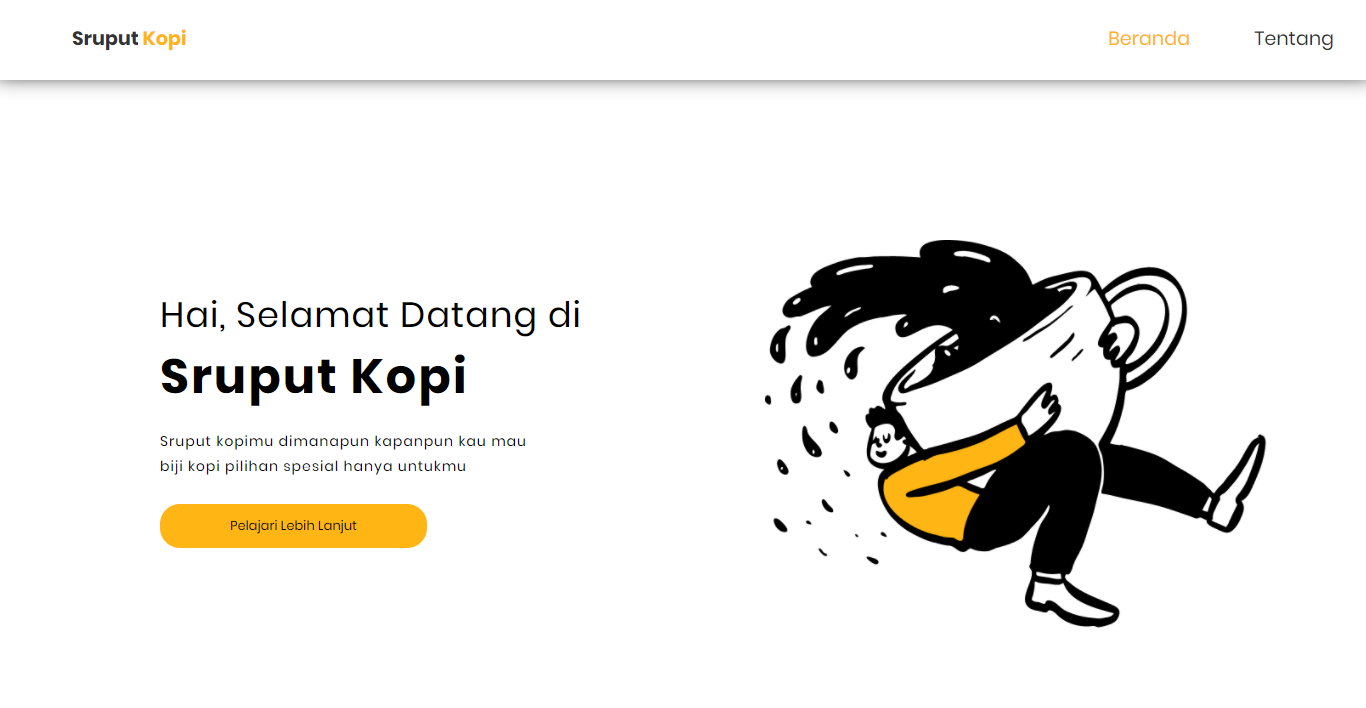 Sruput Kopi
Beranda
Tentang
Hai, Selamat Datang di
Sruput Kopi
Sruput kopimu dimanapun kapanpun kau mau
biji kopi pilihan spesial hanya untukmu
Pelajari Lebih Lanjut